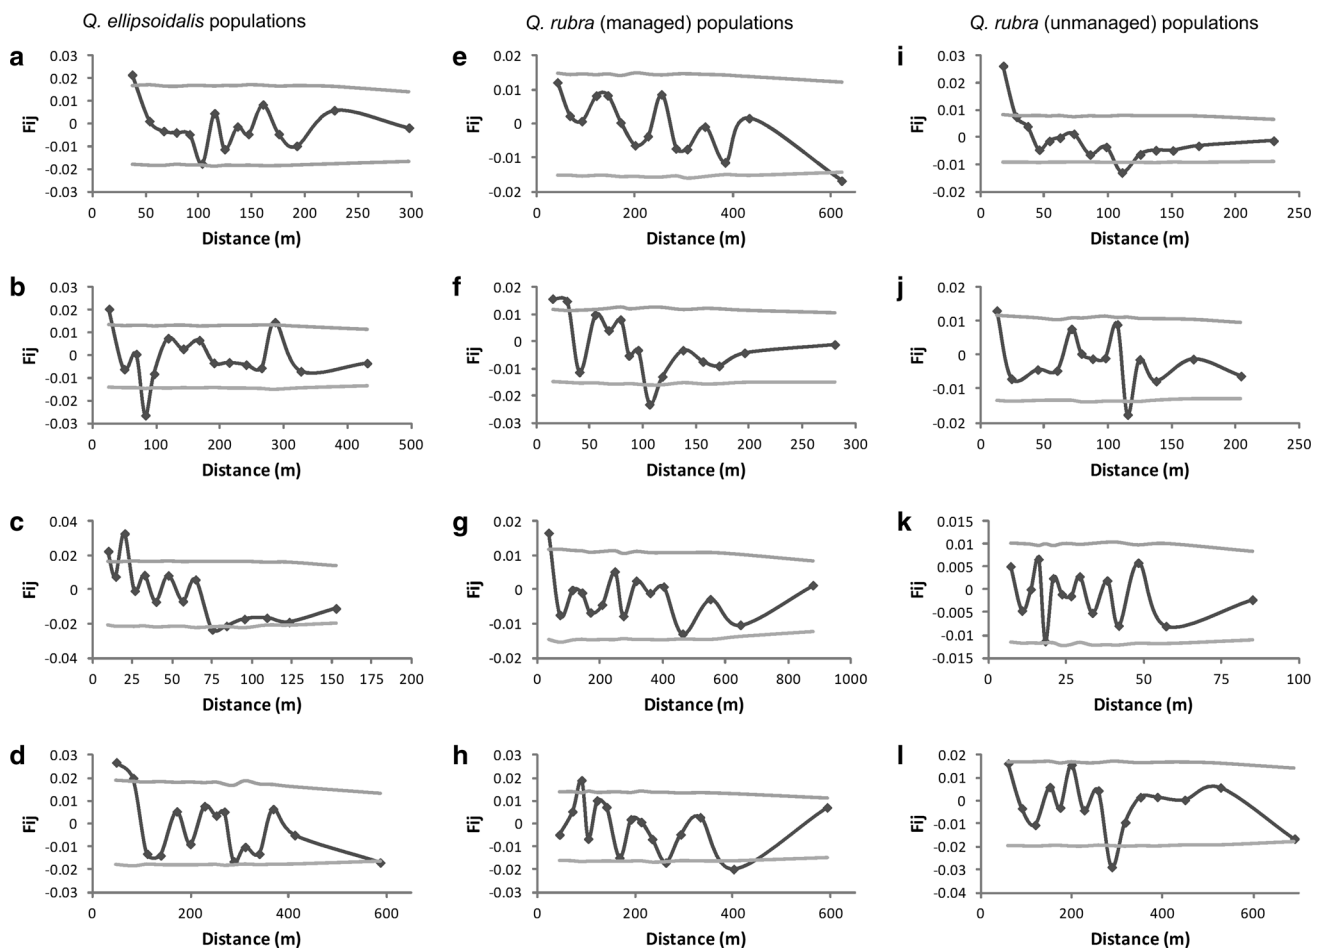 Q. ellipsoidalis populations
Q. rubra (managed) populations
Q. rubra (unmanaged) populations
a
0.03
0.02
0.01
0
-0.01
-0.02
-0.03
Fij
0 50 100 150 200 250 300
Distance (m)
e
0.02
0.01
0
-0.01
-0.02
Fij
0 200 400 600
Distance (m)
i
0.03
0.02
0.01
0
-0.01
-0.02
Fij
0 50 100 150 200 250
Distance (m)
b
0.03
0.02
0.01
0
-0.01
-0.02
-0.03
Fij
0 100 200 300 400 500
Distance (m)
f
0.02
0.01
0
-0.01
-0.02
-0.03
Fij
0 50 100 150 200 250 300
Distance (m)
j
0.02
0.01
0
-0.01
-0.02
Fij
0 50 100 150 200 250
Distance (m)
c
0.04
0.02
0
-0.02
-0.04
Fij
0 25 50 75 100 125 150 175 200
Distance (m)
g
0.02
0.01
0
-0.01
-0.02
Fij
0 200 400 600 800 1000
Distance (m)
k
0.015
0.01
0.005
0
-0.005
-0.01
-0.015
Fij
0 25 50 75 100
Distance (m)
d
0.03
0.02
0.01
0
-0.01
-0.02
-0.03
Fij
0 200 400 600
Distance (m)
h
0.03
0.02
0.01
0
-0.01
-0.02
-0.03
Fij
0 200 400 600
Distance (m)
l
0.02
0.01
0
-0.01
-0.02
-0.03
-0.04
Fij
0 200 400 600
Distance (m)